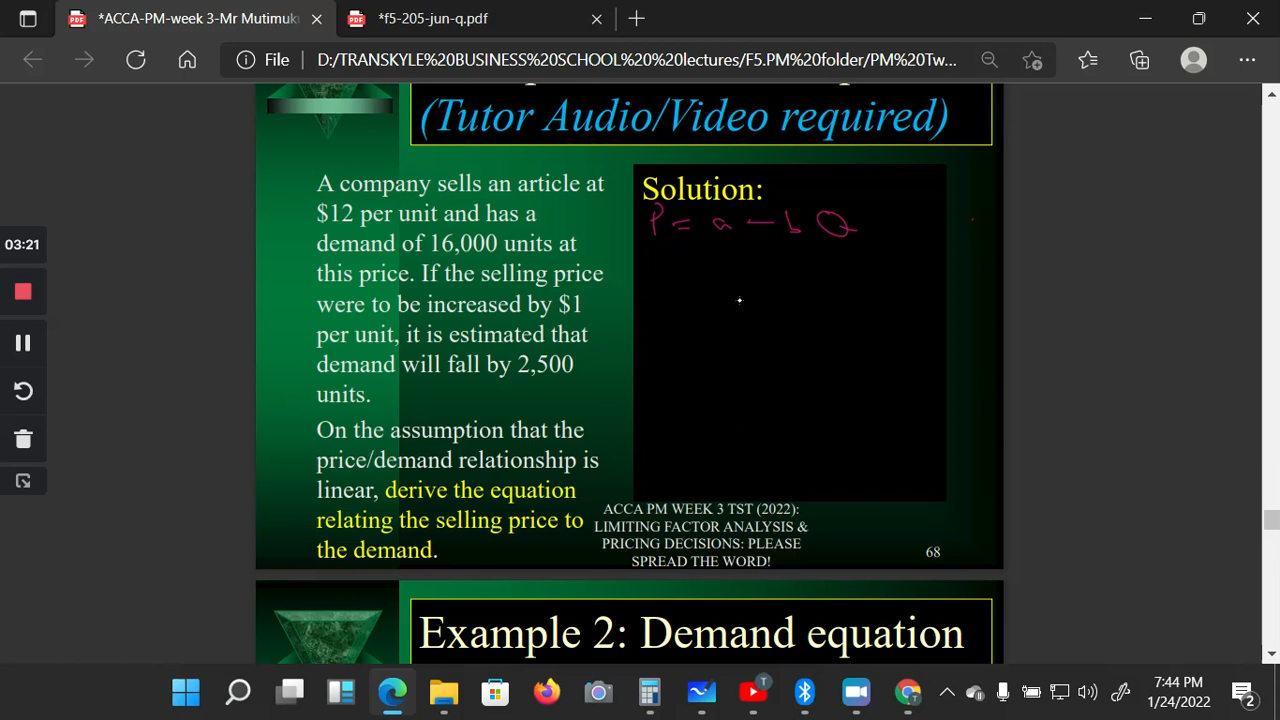 *ACCA-PM-week 3-Mr Mutimuku
*f5-205-jun-q.pdf
File
D:/TRANSKYLE%20BUSINESS%20SCHOOL%20%20lectures/F5.PM%20folder/PM%20Tw...
(Tutor Audio/Video required)
A company sells an article at
$12 per unit and has a
demand of 16,000 units at
this price. If the selling price
were to be increased by $1
per unit, it is estimated that
demand will fall by 2,500
units.
On the assumption that the
price/demand relationship is
linear, derive the equation
relating the selling price to
the demand.
Solution:
P = a - b Q
ACCA PM WEEK 3 TST (2022):
LIMITING FACTOR ANALYSIS &
PRICING DECISIONS: PLEASE
SPREAD THE WORD!
68
Example 2: Demand equation
03:21
7:44 PM
1/24/2022
2